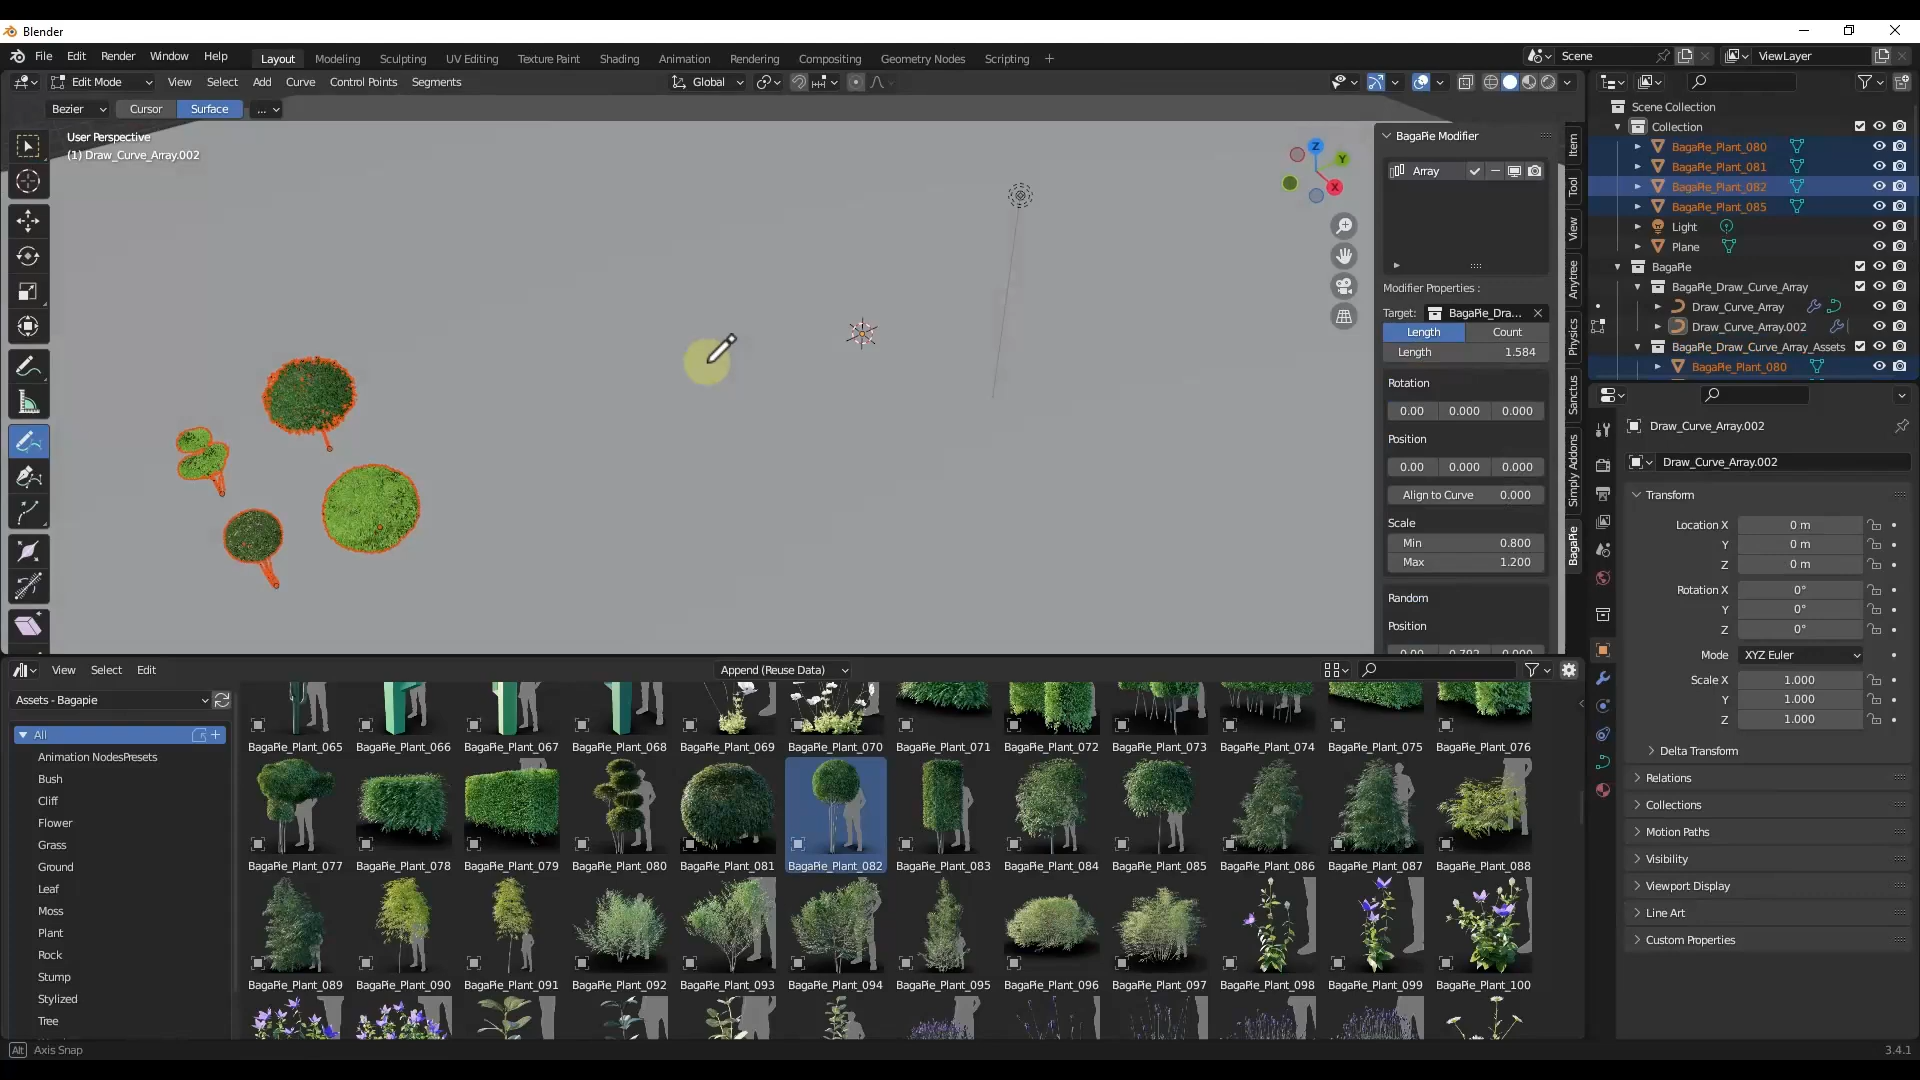 Blender
File Edit Render Window Help Layout Modeling Sculpting UV Editing Texture Paint Shading Animation Rendering Compositing Geometry Nodes Scripting + Scene ViewLayer
Edit Mode View Select Add Curve Control Points Segments Global
Bezier Cursor Surface ...
User Perspective
(1) Draw_Curve_Array.002
Z
Y
X
BagaPie Modifier
Array
Modifier Properties :
Target: BagaPie_Dra...
Length Count
Length 1.584
Rotation
0.00 0.000 0.000
Position
0.00 0.000 0.000
Align to Curve 0.000
Scale
Min 0.800
Max 1.200
Random
Position
Item
Tool
View
Anytree
Physics
Sanctus
Simply Addons
BagaPie
Scene Collection
Collection
BagaPie_Plant_080
BagaPie_Plant_081
BagaPie_Plant_082
BagaPie_Plant_085
Light
Plane
BagaPie
BagaPie_Draw_Curve_Array
Draw_Curve_Array
Draw_Curve_Array.002
BagaPie_Draw_Curve_Array_Assets
BagaPie_Plant_080
Draw_Curve_Array.002
Draw_Curve_Array.002
Transform
Location X 0 m
Y 0 m
Z 0 m
Rotation X 0°
Y 0°
Z 0°
Mode XYZ Euler
Scale X 1.000
Y 1.000
Z 1.000
Delta Transform
Relations
Collections
Motion Paths
Visibility
Viewport Display
Line Art
Custom Properties
View Select Edit Append (Reuse Data)
Assets - Bagapie
All
Animation NodesPresets
Bush
Cliff
Flower
Grass
Ground
Leaf
Moss
Plant
Rock
Stump
Stylized
Tree
BagaPie_Plant_065 BagaPie_Plant_066 BagaPie_Plant_067 BagaPie_Plant_068 BagaPie_Plant_069 BagaPie_Plant_070 BagaPie_Plant_071 BagaPie_Plant_072 BagaPie_Plant_073 BagaPie_Plant_074 BagaPie_Plant_075 BagaPie_Plant_076
BagaPie_Plant_077 BagaPie_Plant_078 BagaPie_Plant_079 BagaPie_Plant_080 BagaPie_Plant_081 BagaPie_Plant_082 BagaPie_Plant_083 BagaPie_Plant_084 BagaPie_Plant_085 BagaPie_Plant_086 BagaPie_Plant_087 BagaPie_Plant_088
BagaPie_Plant_089 BagaPie_Plant_090 BagaPie_Plant_091 BagaPie_Plant_092 BagaPie_Plant_093 BagaPie_Plant_094 BagaPie_Plant_095 BagaPie_Plant_096 BagaPie_Plant_097 BagaPie_Plant_098 BagaPie_Plant_099 BagaPie_Plant_100
Alt Axis Snap
3.4.1